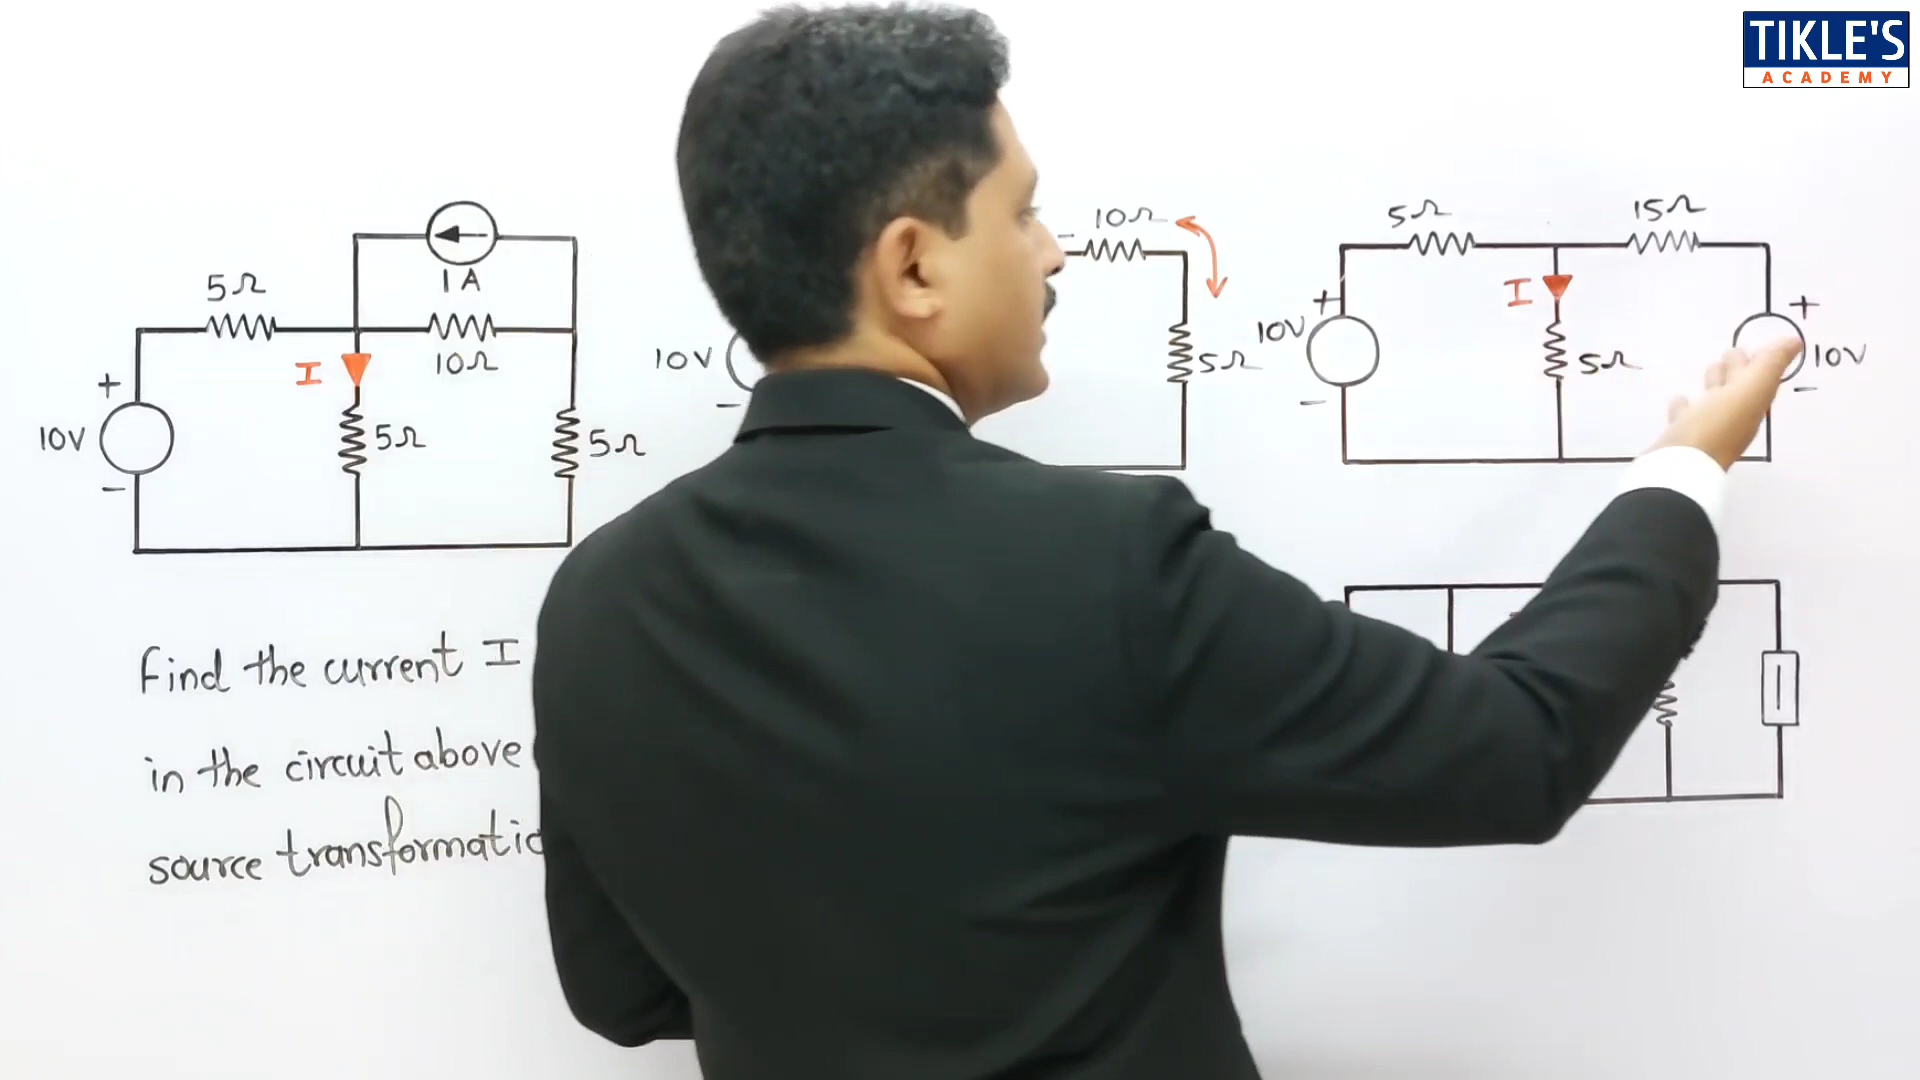 TIKLE'S
ACADEMY
5Ω
1A
10Ω
I
+
10V
-
5Ω
5Ω
Find the current I
in the circuit above
source
10V
-
-
10Ω
5Ω
5Ω
15Ω
I
+
10V
-
5Ω
+
10V
-